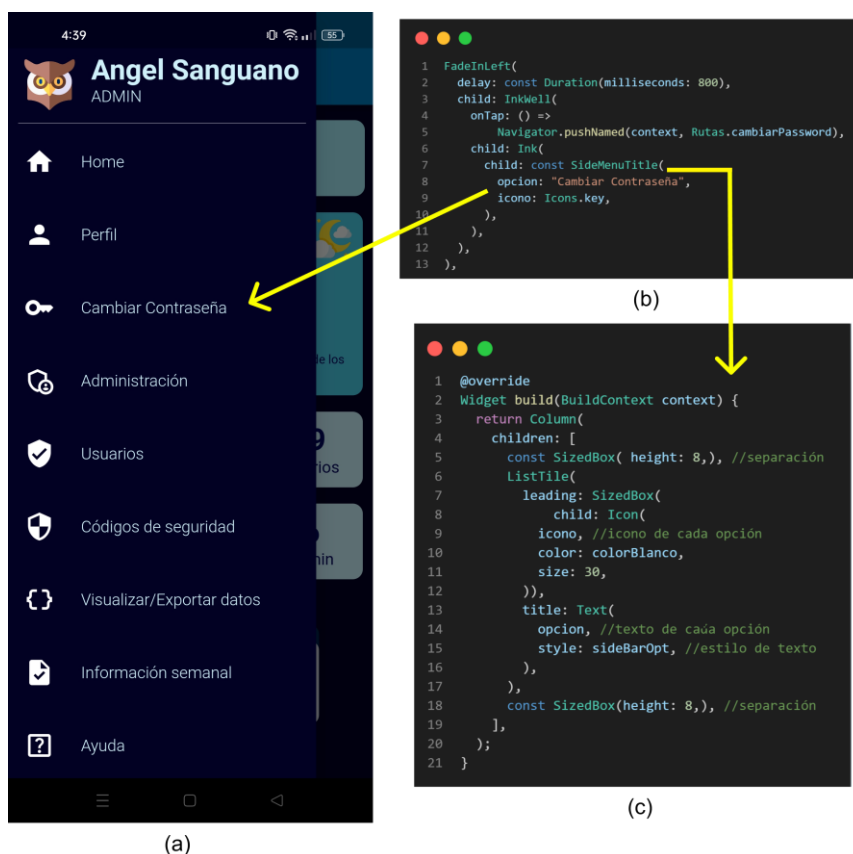 4:39
55
Angel Sanguano
ADMIN
Home
Perfil
Cambiar Contraseña
de los
Administración
9
Usuarios
rios
Códigos de seguridad
min
{} Visualizar/Exportar datos
Información semanal
Ayuda
(a)
1 FadeInLeft(
2 delay: const Duration(milliseconds: 800),
3 child: InkWell(
4 onTap: () =>
5 Navigator.pushNamed(context, Rutas.cambiarPassword),
6 child: Ink(
7 child: const SideMenuTitle(
8 opcion: "Cambiar Contraseña",
9 icono: Icons.key,
10 ),
11 ),
12 ),
13 ),
(b)
1 @override
2 Widget build(BuildContext context) {
3 return Column(
4 children: [
5 const SizedBox( height: 8,), //separación
6 ListTile(
7 leading: SizedBox(
8 child: Icon(
9 icono, //icono de cada opción
10 color: colorBlanco,
11 size: 30,
12 )),
13 title: Text(
14 opcion, //texto de cada opción
15 style: sideBarOpt, //estilo de texto
16 ),
17 ),
18 const SizedBox(height: 8,), //separación
19 ],
20 );
21 }
(c)